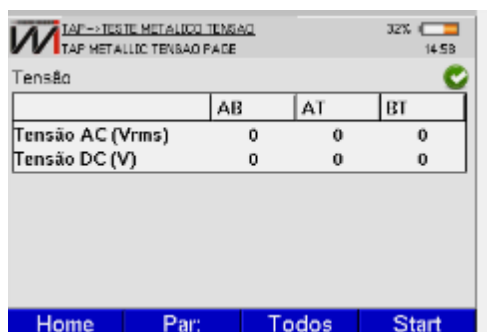 TAP-->TESTE METALICO TENSAO 32%
TAP METALLIC TENSAO PAGE 14:58
Tensão
AB AT BT
Tensão AC (Vrms) 0 0 0
Tensão DC (V) 0 0 0
Home Par: Todos Start